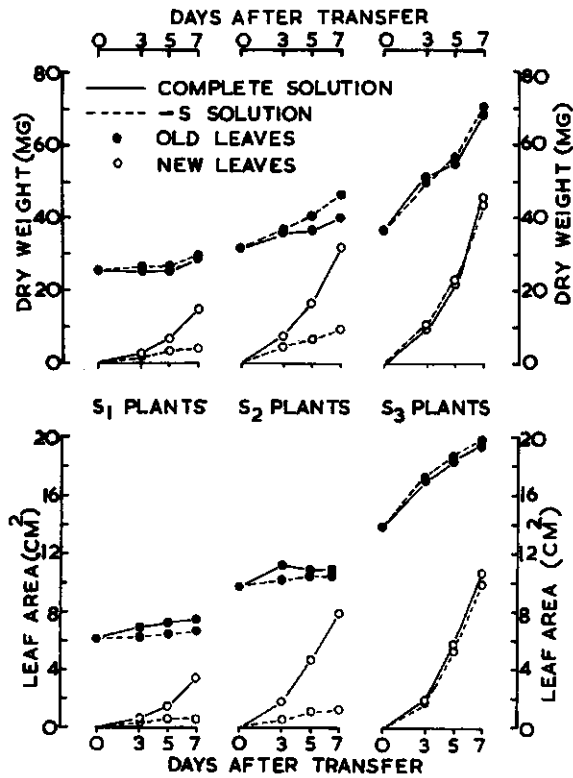 DAYS AFTER TRANSFER
0 3 5 7 0 3 5 7 0 3 5 7
80 80
COMPLETE SOLUTION
-S SOLUTION
60 OLD LEAVES 60
NEW LEAVES
DRY WEIGHT (MG)
DRY WEIGHT (MG)
40 40
20 20
0 0
S1 PLANTS S2 PLANTS S3 PLANTS
20 20
16 16
12 12
LEAF AREA (CM2)
LEAF AREA (CM2)
8 8
4 4
0 0
0 3 5 7 0 3 5 7 0 3 5 7
DAYS AFTER TRANSFER